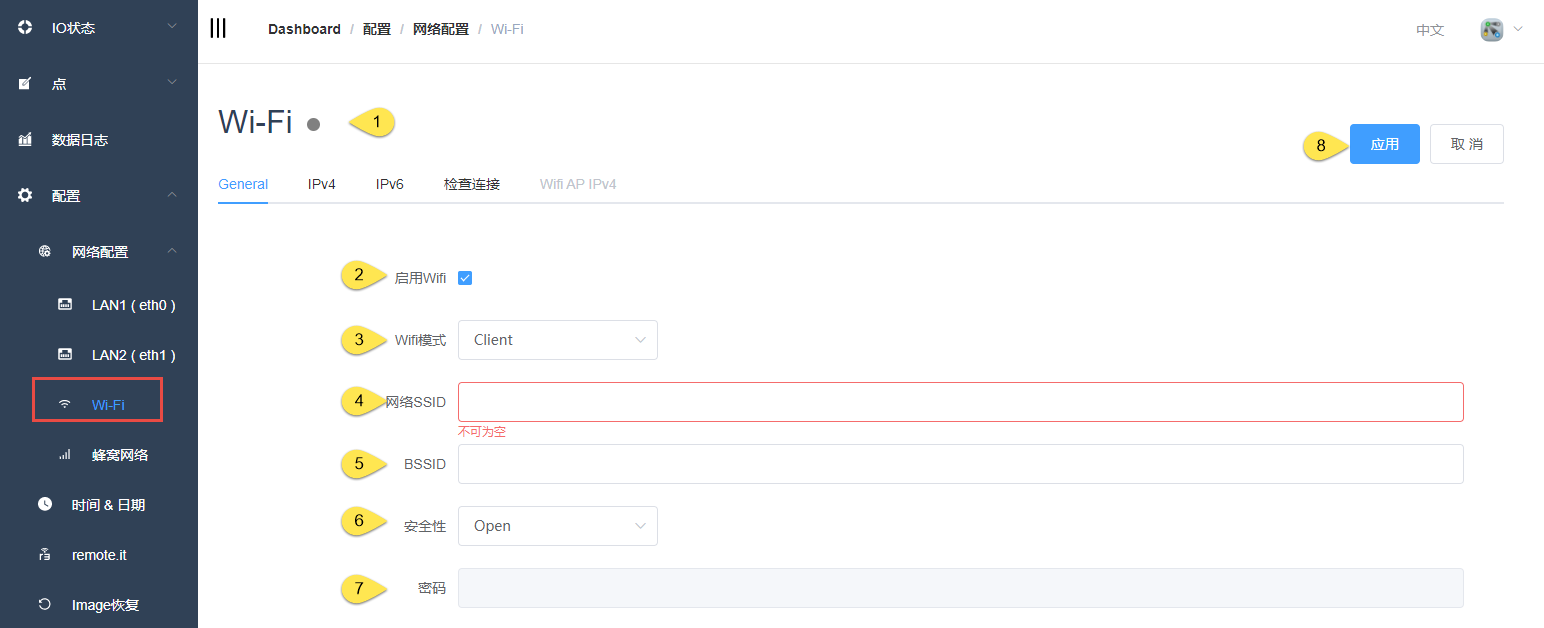 IO状态
点
数据日志
配置
网络配置
LAN1 ( eth0 )
LAN2 ( eth1 )
Wi-Fi
蜂窝网络
时间 & 日期
remote.it
Image恢复
Dashboard / 配置 / 网络配置 / Wi-Fi
中文
Wi-Fi
1
8
应用
取 消
General
IPv4
IPv6
检查连接
Wifi AP IPv4
2
启用Wifi
3
Wifi模式
Client
4
网络SSID
不可为空
5
BSSID
6
安全性
Open
7
密码